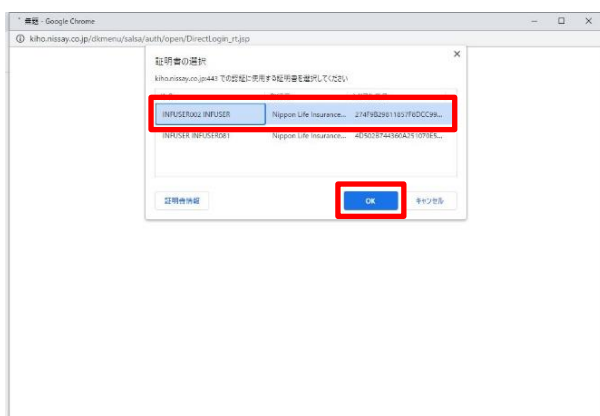 無題 - Google Chrome
kiho.nissay.co.jp/dkmenu/salsa/auth/open/DirectLogin_rt.jsp
証明書の選択
kiho.nissay.co.jp:443 での認証に使用する証明書を選択してください
INFUSER002 INFUSER Nippon Life Insurance...
INFUSER INFUSER081 Nippon Life Insurance...
証明書情報
OK
キャンセル